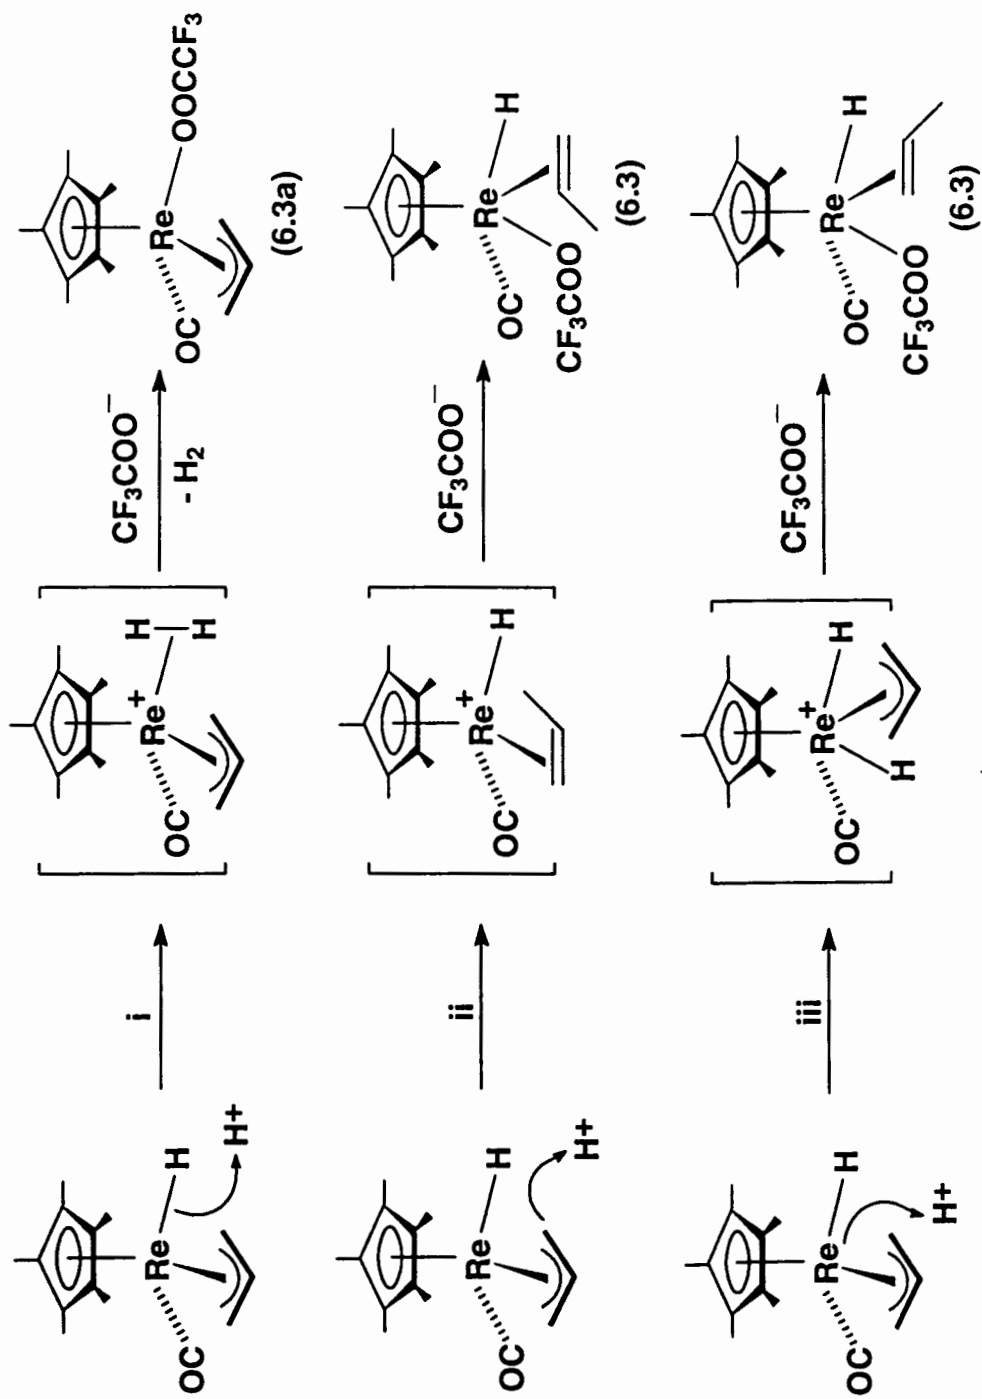 Re H
OC
H+
i
Re + H
H
OC
CF₃COO⁻
- H₂
Re OOCCF₃
OC
(6.3a)
Re H
OC
H+
ii
Re + H
OC
CF₃COO⁻
Re H
OC
CF₃COO
(6.3)
Re H
OC
H+
iii
Re + H
OC
H
CF₃COO⁻
Re H
OC
CF₃COO
(6.3)